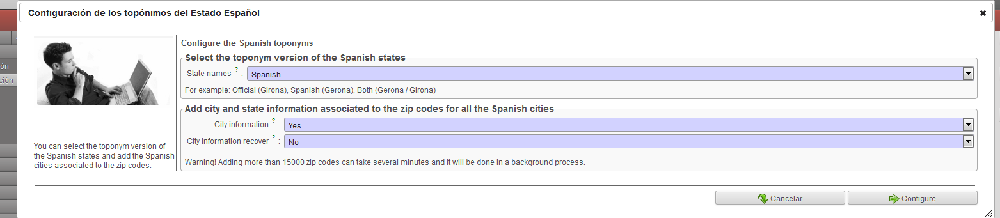 Configuración de los topónimos del Estado Español
ón
ción
Configure the Spanish toponyms
Select the toponym version of the Spanish states
State names ? : Spanish
For example: Official (Girona), Spanish (Gerona), Both (Gerona / Girona)
Add city and state information associated to the zip codes for all the Spanish cities
City information ? : Yes
City information recover ? : No
Warning! Adding more than 15000 zip codes can take several minutes and it will be done in a background process.
You can select the toponym version of
the Spanish states and add the Spanish
cities associated to the zip codes.
Cancelar
Configure